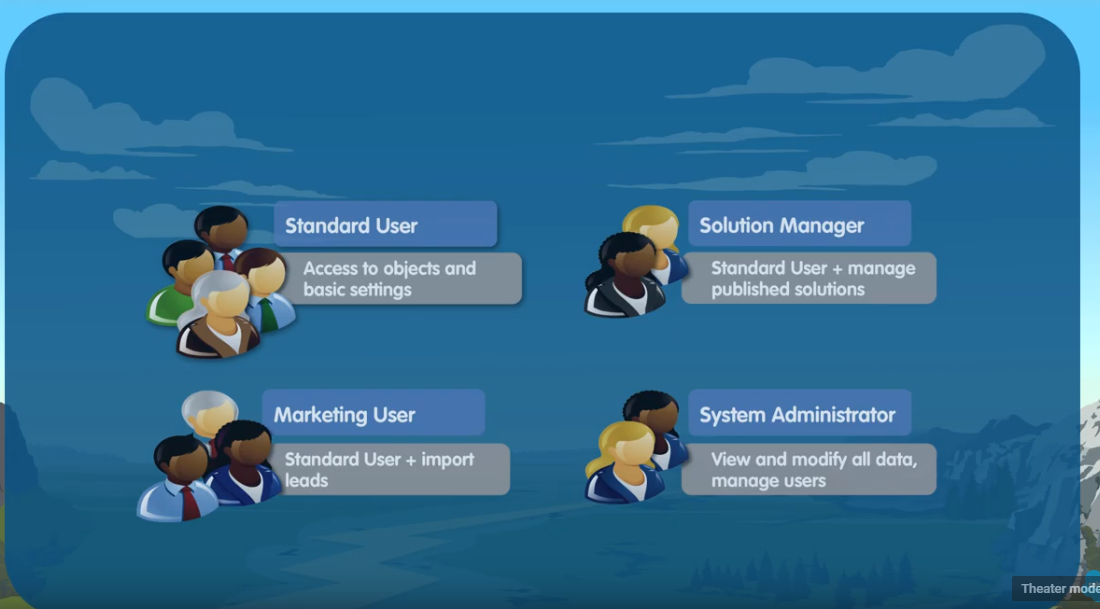 Standard User
Access to objects and
basic settings
Solution Manager
Standard User + manage
published solutions
Marketing User
Standard User + import
leads
System Administrator
View and modify all data,
manage users
Theater mode